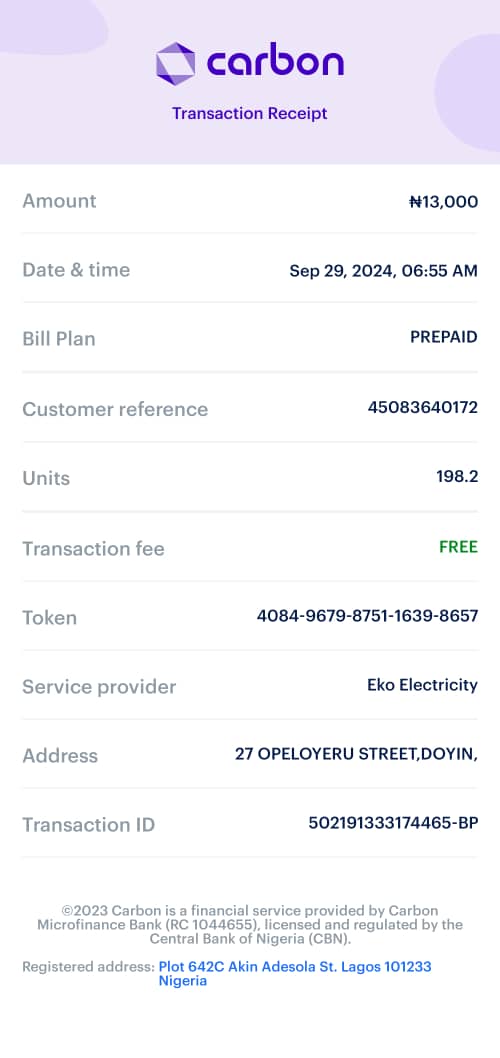 carbon
Transaction Receipt
Amount ₦13,000
Date & time Sep 29, 2024, 06:55 AM
Bill Plan PREPAID
Customer reference 45083640172
Units 198.2
Transaction fee FREE
Token 4084-9679-8751-1639-8657
Service provider Eko Electricity
Address 27 OPELOYERU STREET,DOYIN,
Transaction ID 502191333174465-BP
©2023 Carbon is a financial service provided by Carbon
Microfinance Bank (RC 1044655), licensed and regulated by the
Central Bank of Nigeria (CBN).
Registered address: Plot 642C Akin Adesola St. Lagos 101233
Nigeria